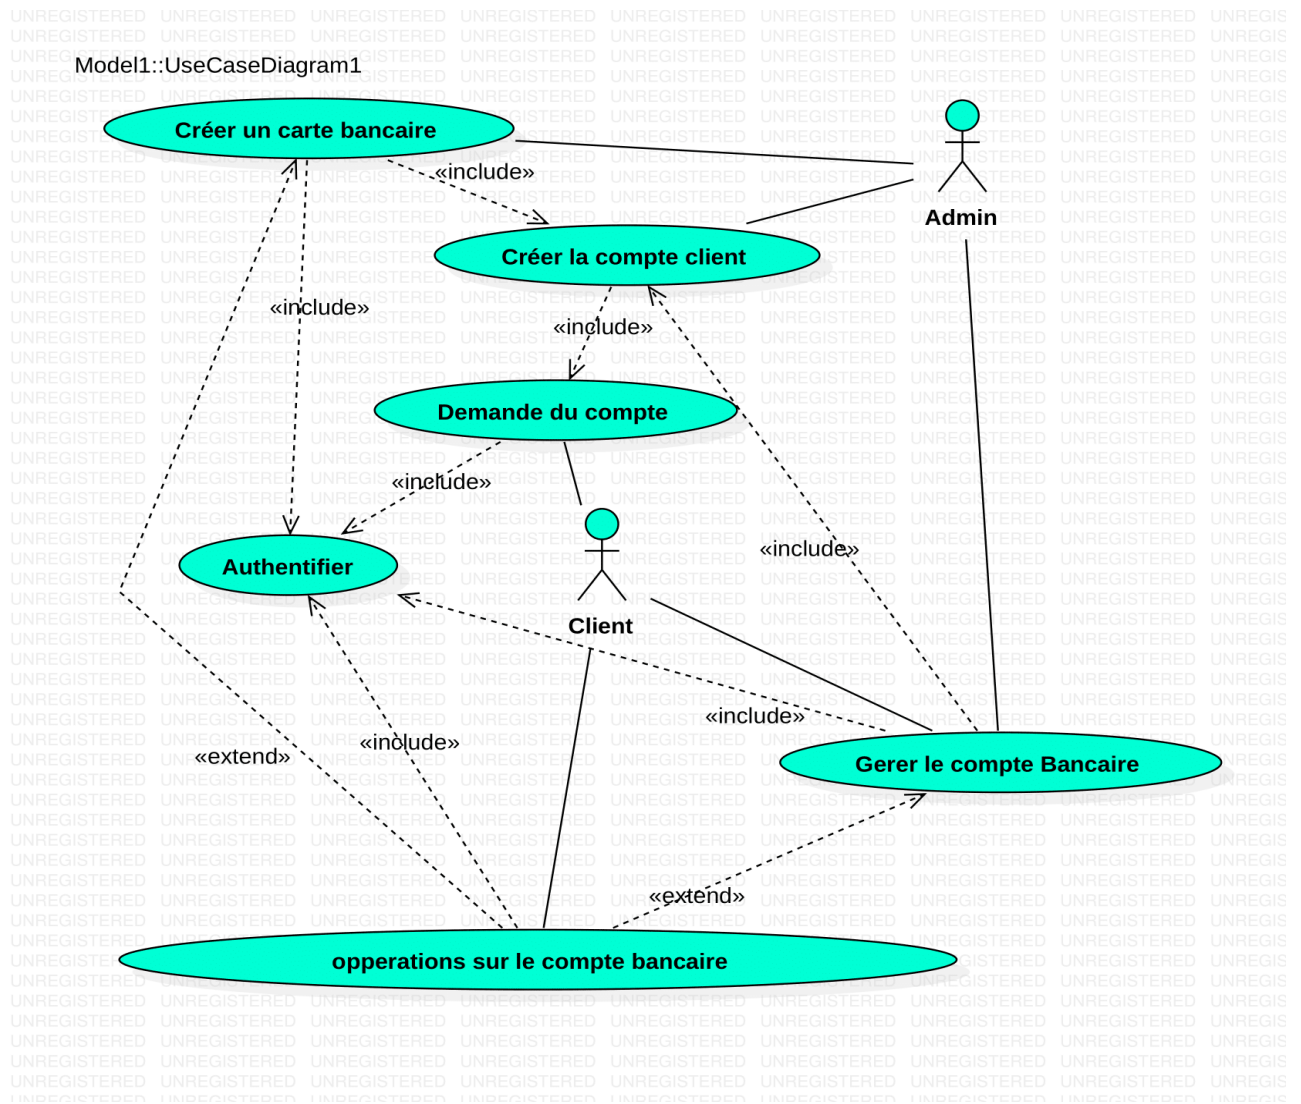 Model1::UseCaseDiagram1
Créer un carte bancaire
«include»
Admin
Créer la compte client
«include»
«include»
Demande du compte
«include»
«include»
Authentifier
Client
«include»
«include»
«extend»
Gerer le compte Bancaire
«extend»
opperations sur le compte bancaire
UNREGISTERED